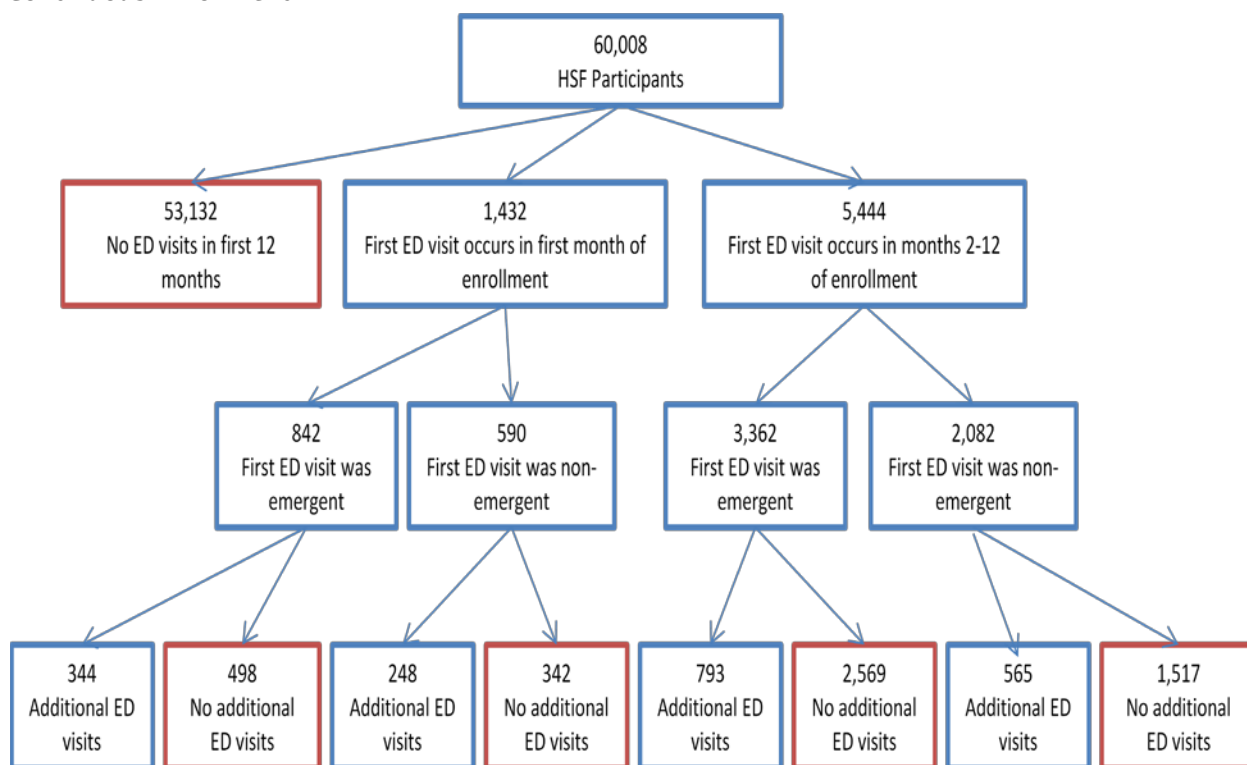 60,008
HSF Participants
53,132
No ED visits in first 12
months
1,432
First ED visit occurs in first month of
enrollment
5,444
First ED visit occurs in months 2-12
of enrollment
842
First ED visit was
emergent
590
First ED visit was non-
emergent
3,362
First ED visit was
emergent
2,082
First ED visit was non-
emergent
344
Additional ED
visits
498
No additional
ED visits
248
Additional ED
visits
342
No additional
ED visits
793
Additional ED
visits
2,569
No additional
ED visits
565
Additional ED
visits
1,517
No additional
ED visits